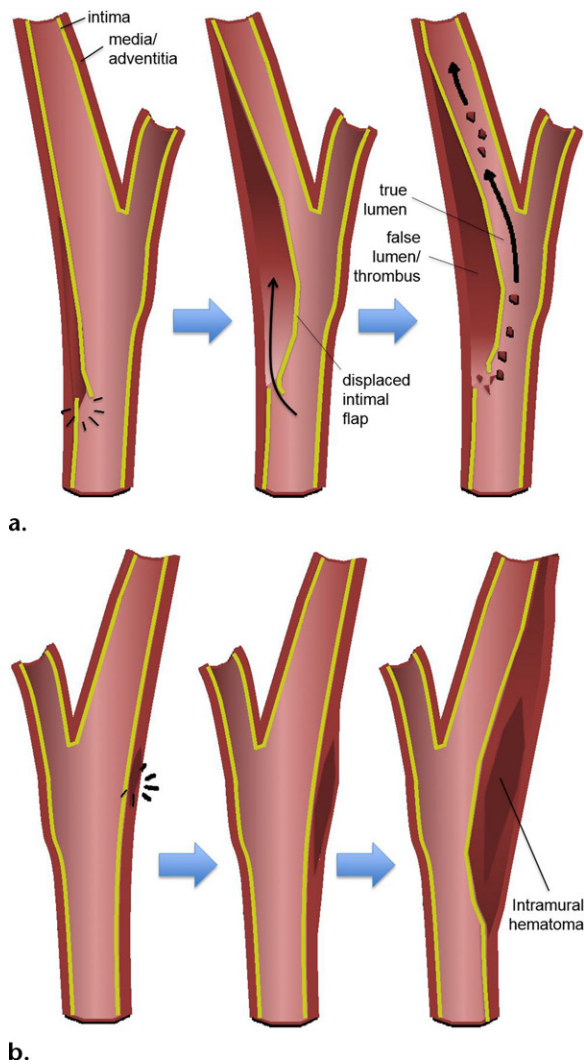 intima
media/
adventitia
true
lumen
false
lumen/
thrombus
displaced
intimal
flap
a.
Intramural
hematoma
b.